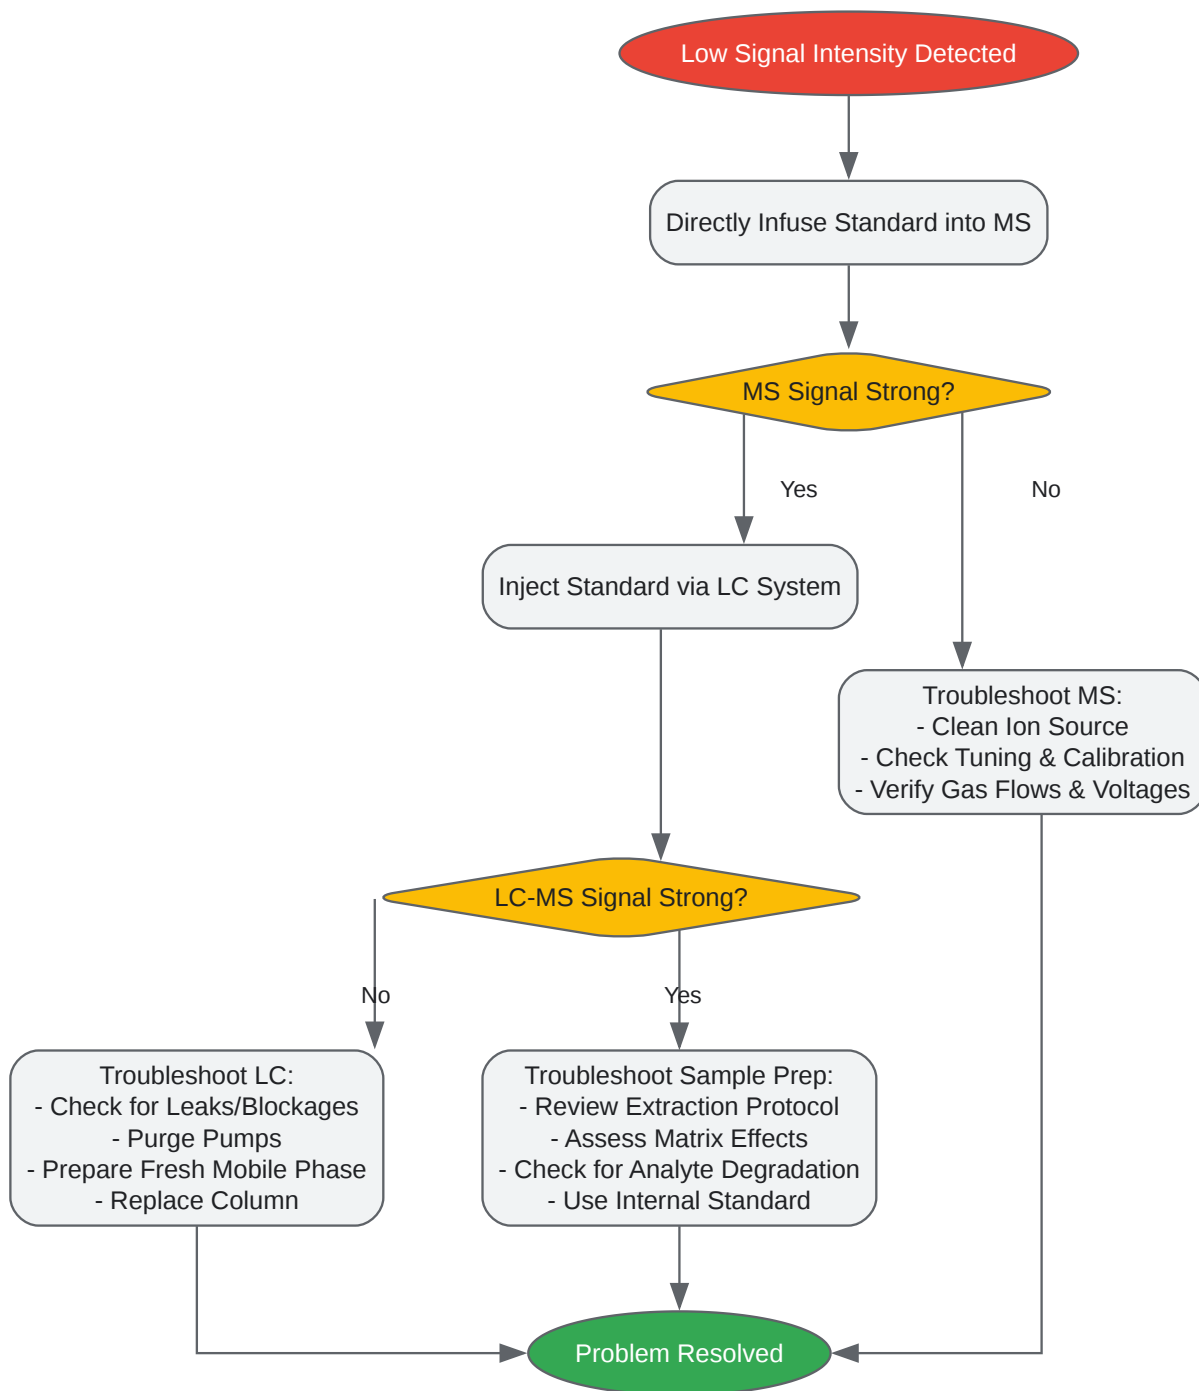 Low Signal Intensity Detected
Directly Infuse Standard into MS
MS Signal Strong?
Yes
No
Inject Standard via LC System
Troubleshoot MS:
- Clean Ion Source
- Check Tuning & Calibration
- Verify Gas Flows & Voltages
LC-MS Signal Strong?
No
Yes
Troubleshoot LC:
- Check for Leaks/Blockages
- Purge Pumps
- Prepare Fresh Mobile Phase
- Replace Column
Troubleshoot Sample Prep:
- Review Extraction Protocol
- Assess Matrix Effects
- Check for Analyte Degradation
- Use Internal Standard
Problem Resolved